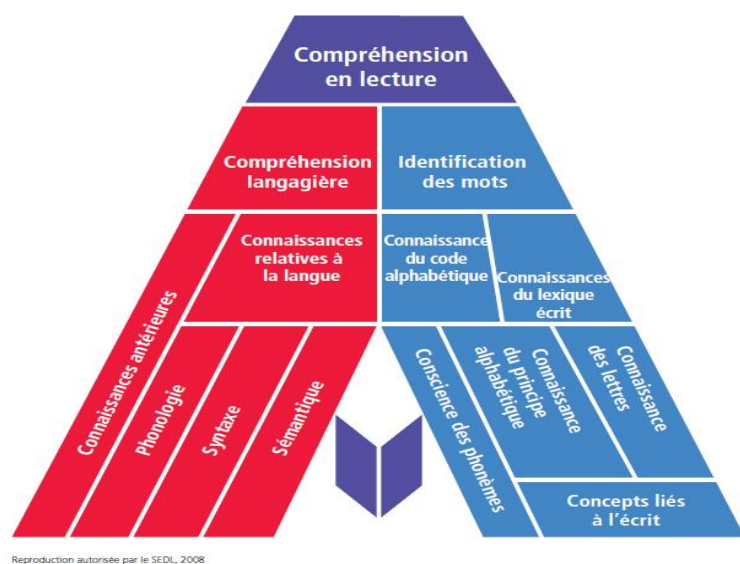 Compréhension
en lecture
Compréhension
langagière
Identification
des mots
Connaissances antérieures
Connaissances
relatives à
la langue
Connaissance
du code
alphabétique
Connaissances
du lexique
écrit
Phonologie
Syntaxe
Sémantique
Conscience des phonèmes
Connaissance
du principe
alphabétique
Connaissance
des lettres
Concepts liés
à l'écrit
Reproduction autorisée par le SEDL, 2008